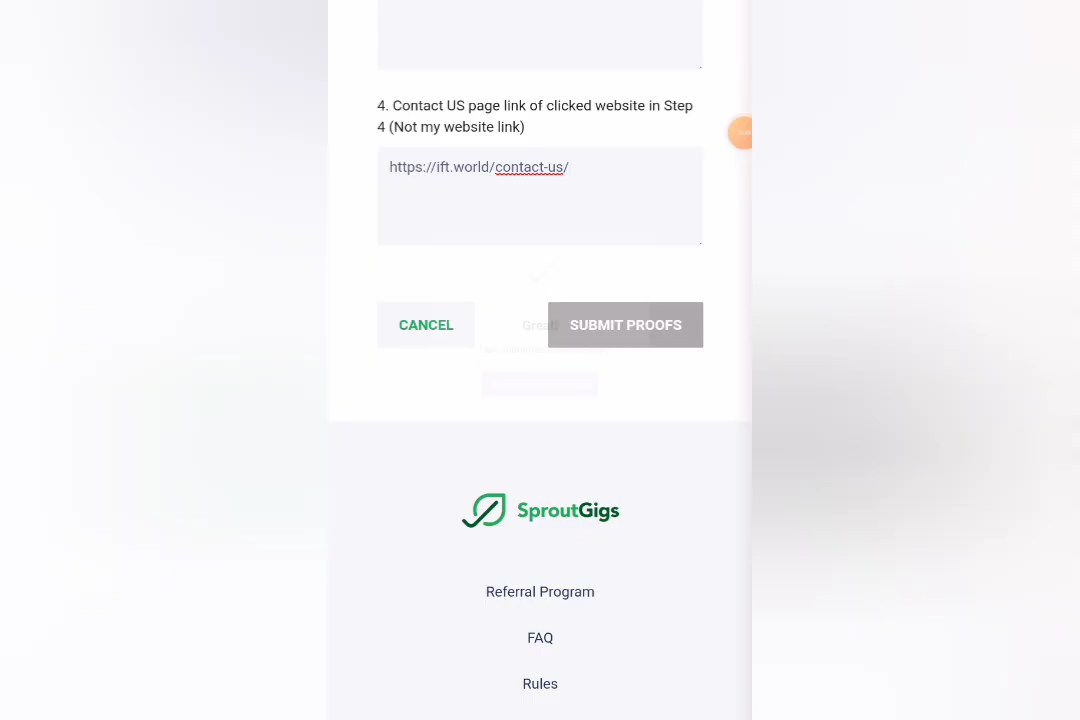 4. Contact US page link of clicked website in Step
4 (Not my website link)
https://ift.world/contact-us/
CANCEL
Great!
SUBMIT PROOFS
SproutGigs
Referral Program
FAQ
Rules